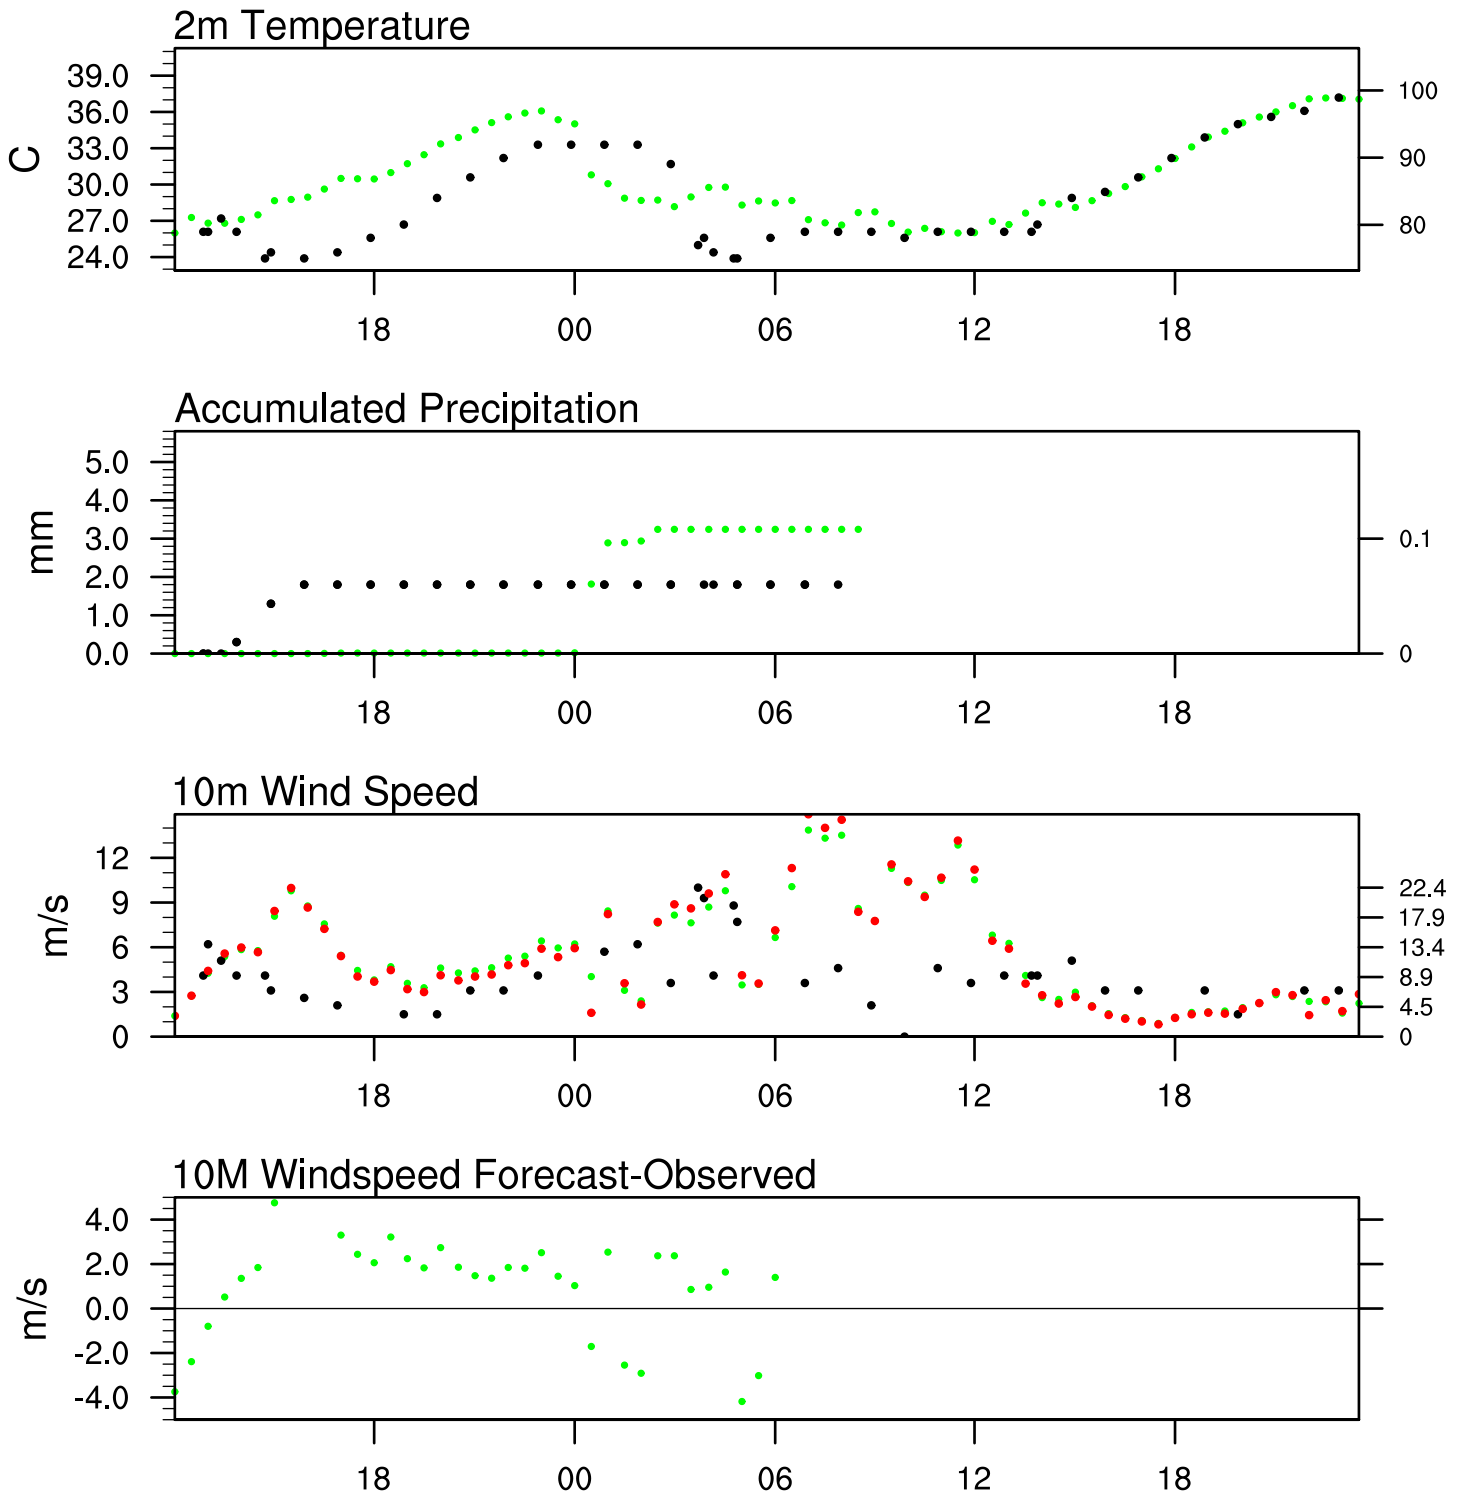 2m Temperature
39.0
36.0
33.0
30.0
27.0
24.0
C
100
90
80
18 00 06 12 18
Accumulated Precipitation
5.0
4.0
3.0
2.0
1.0
0.0
mm
0.1
0
18 00 06 12 18
10m Wind Speed
12
9
6
3
0
m/s
22.4
17.9
13.4
8.9
4.5
0
18 00 06 12 18
10M Windspeed Forecast-Observed
4.0
2.0
0.0
-2.0
-4.0
m/s
18 00 06 12 18